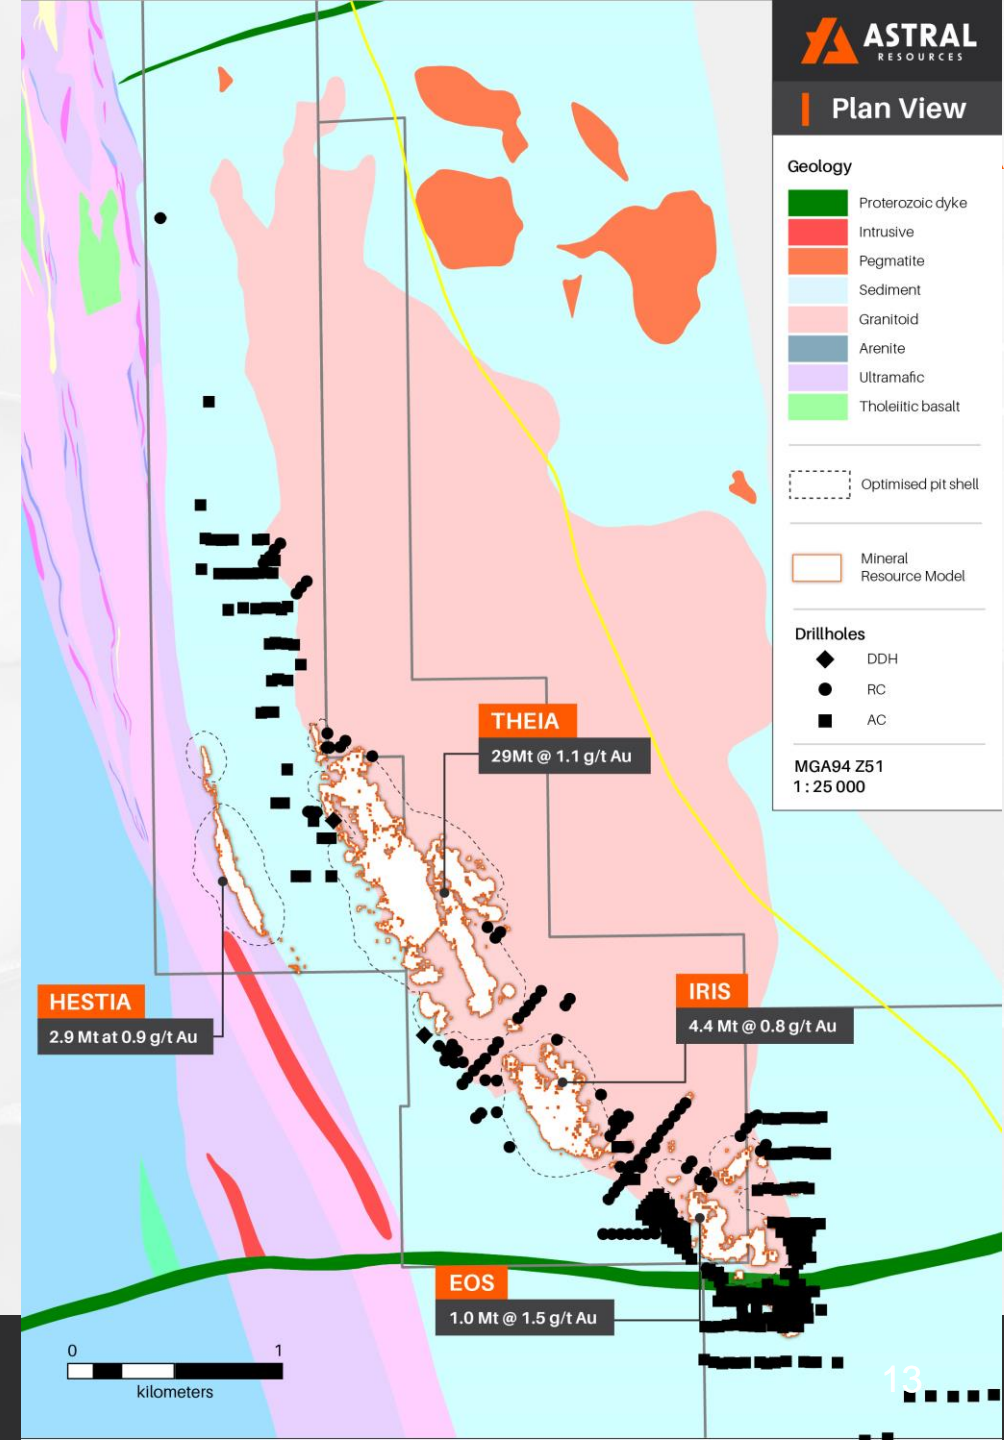 ASTRAL
RESOURCES
Plan View
Geology
Proterozoic dyke
Intrusive
Pegmatite
Sediment
Granitoid
Arenite
Ultramafic
Tholeiitic basalt
Optimised pit shell
Mineral
Resource Model
Drillholes
DDH
RC
AC
MGA94 Z51
1 : 25 000
THEIA
29Mt @ 1.1 g/t Au
HESTIA
2.9 Mt at 0.9 g/t Au
IRIS
4.4 Mt @ 0.8 g/t Au
EOS
1.0 Mt @ 1.5 g/t Au
0 1
kilometers
13